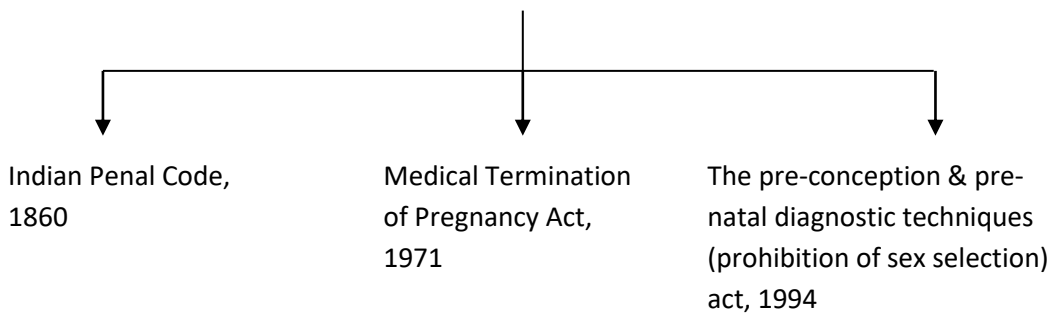 Indian Penal Code,
1860
Medical Termination
of Pregnancy Act,
1971
The pre-conception & pre-
natal diagnostic techniques
(prohibition of sex selection)
act, 1994